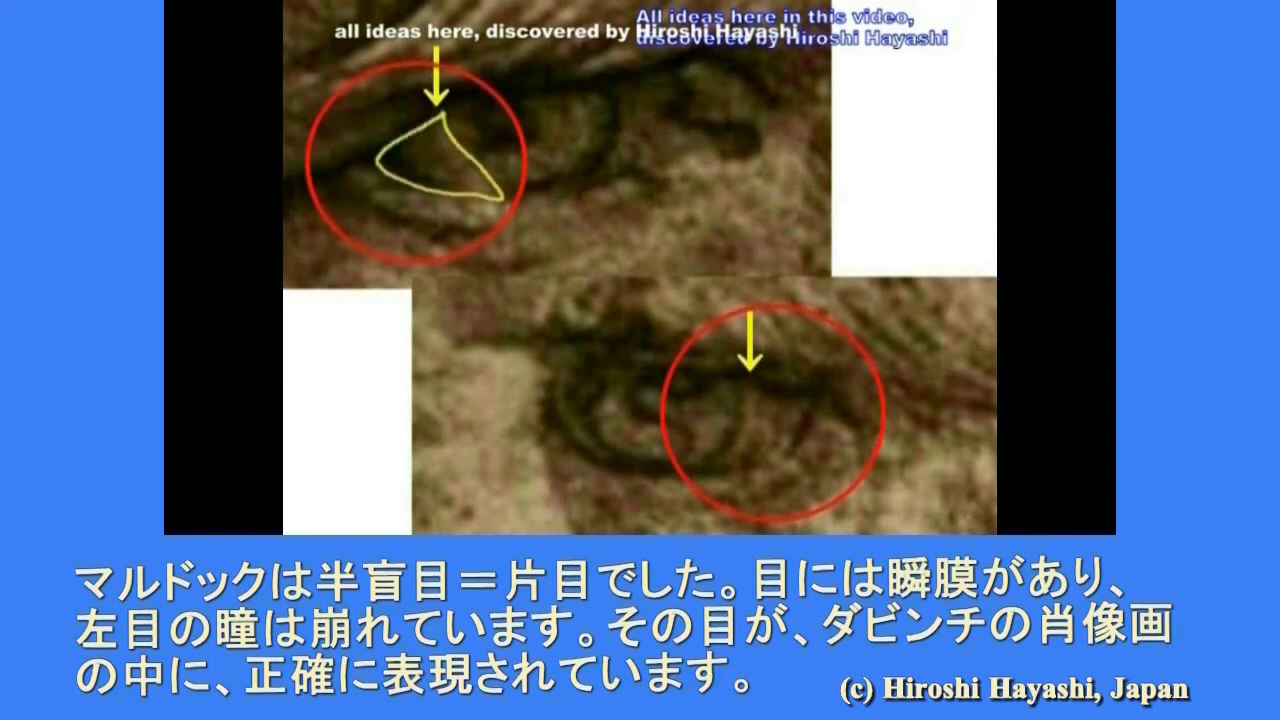 All ideas here in this video,
all ideas here, discovered by Hiroshi Hayashi
discovered by Hiroshi Hayashi
マルドックは半盲目＝片目でした。目には瞬膜があり、
左目の瞳は崩れています。その目が、ダビンチの肖像画
の中に、正確に表現されています。
(c) Hiroshi Hayashi, Japan